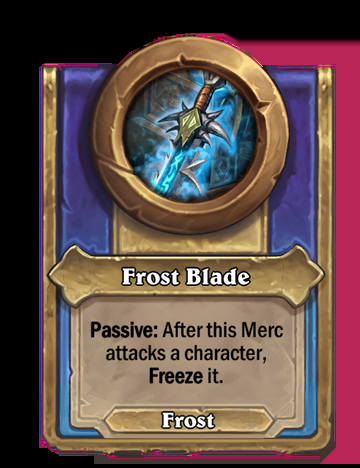 Frost Blade
Passive: After this Merc
attacks a character,
Freeze it.
Frost